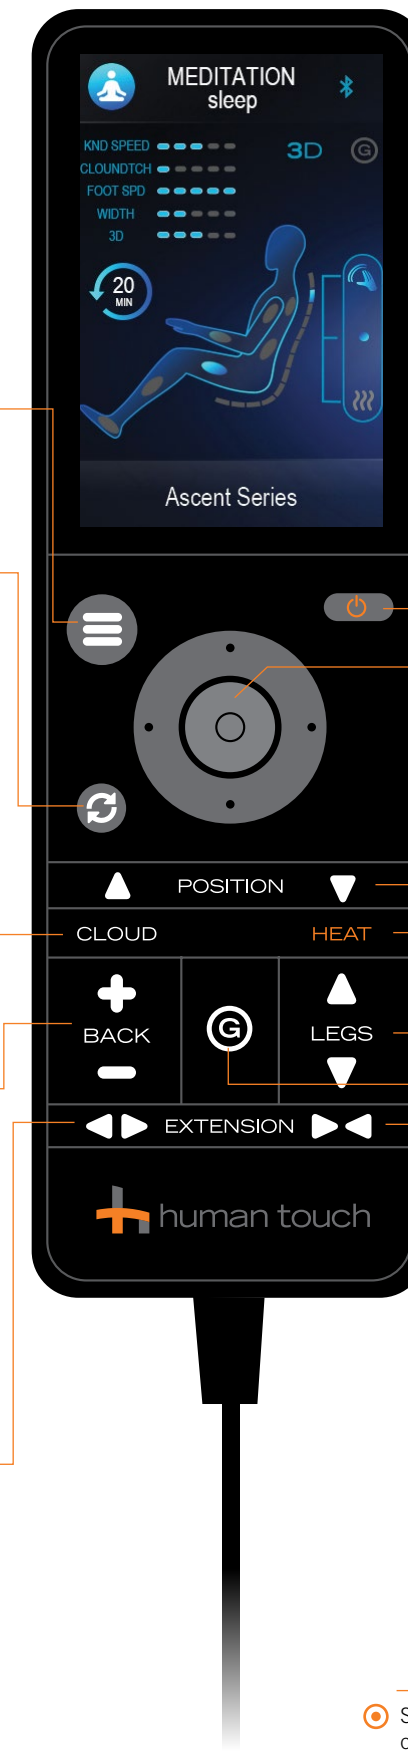 MEDITATION
sleep
KND SPEED
3D
G
CLOUNDTCH
FOOT SPD
WIDTH
3D
20
MIN
Ascent Series
POSITION
CLOUD
HEAT
BACK
G
LEGS
EXTENSION
human touch